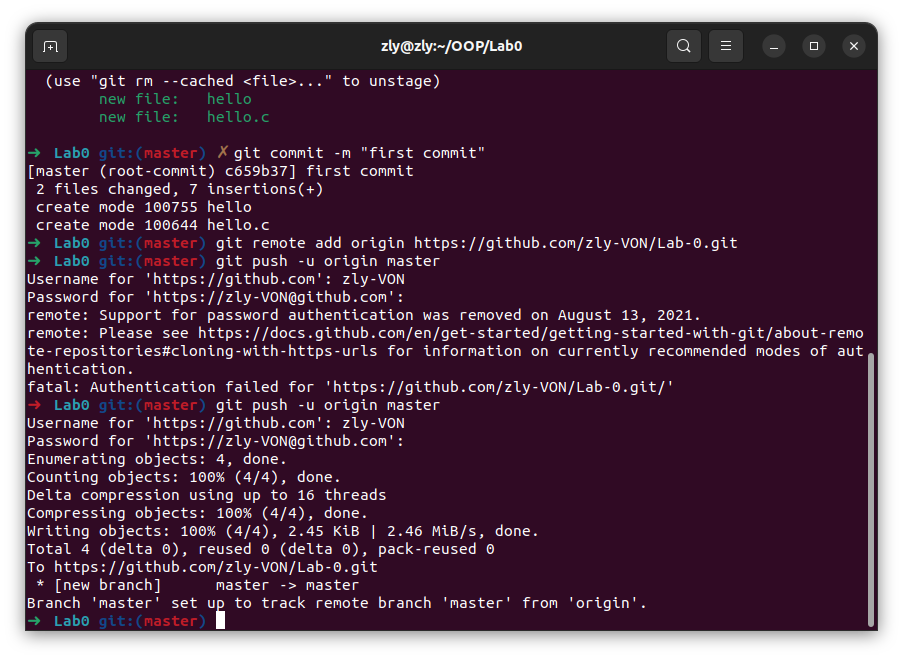 zly@zly:~/OOP/Lab0
  (use "git rm --cached <file>..." to unstage)
        new file:   hello
        new file:   hello.c
➜  Lab0 git:(master) ✗ git commit -m "first commit"
[master (root-commit) c659b37] first commit
 2 files changed, 7 insertions(+)
 create mode 100755 hello
 create mode 100644 hello.c
➜  Lab0 git:(master) git remote add origin https://github.com/zly-VON/Lab-0.git
➜  Lab0 git:(master) git push -u origin master
Username for 'https://github.com': zly-VON
Password for 'https://zly-VON@github.com':
remote: Support for password authentication was removed on August 13, 2021.
remote: Please see https://docs.github.com/en/get-started/getting-started-with-git/about-remo
te-repositories#cloning-with-https-urls for information on currently recommended modes of aut
hentication.
fatal: Authentication failed for 'https://github.com/zly-VON/Lab-0.git/'
➜  Lab0 git:(master) git push -u origin master
Username for 'https://github.com': zly-VON
Password for 'https://zly-VON@github.com':
Enumerating objects: 4, done.
Counting objects: 100% (4/4), done.
Delta compression using up to 16 threads
Compressing objects: 100% (4/4), done.
Writing objects: 100% (4/4), 2.45 KiB | 2.46 MiB/s, done.
Total 4 (delta 0), reused 0 (delta 0), pack-reused 0
To https://github.com/zly-VON/Lab-0.git
 * [new branch]      master -> master
Branch 'master' set up to track remote branch 'master' from 'origin'.
➜  Lab0 git:(master)